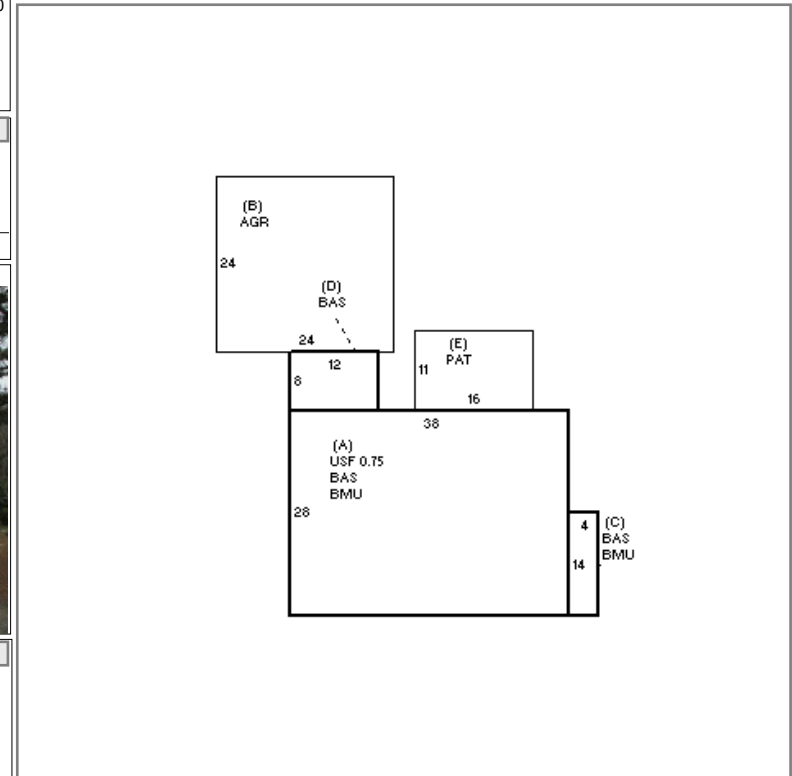 (B)
AGR
24
(D)
BAS
24
12
8
(E)
PAT
11
16
38
(A)
USF 0.75
BAS
BMU
28
4
14
(C)
BAS
BMU